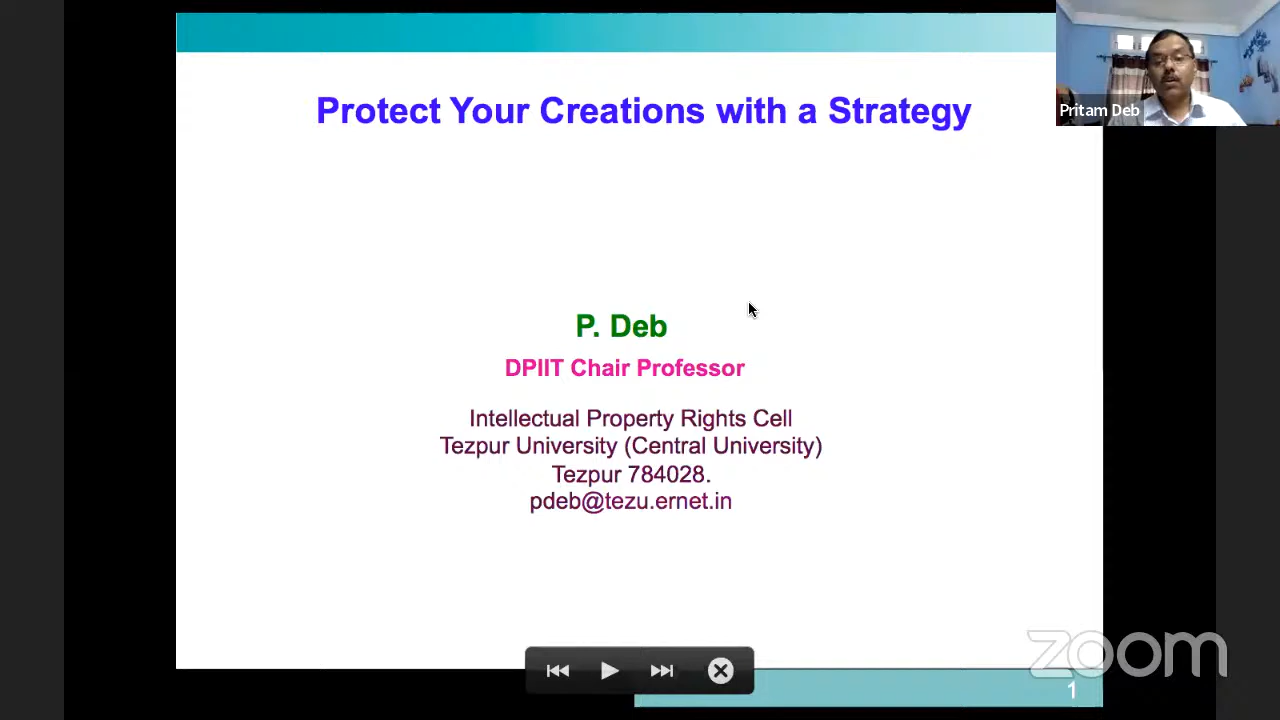 Protect Your Creations with a Strategy
Pritam Deb
P. Deb
DPIIT Chair Professor
Intellectual Property Rights Cell
Tezpur University (Central University)
Tezpur 784028.
pdeb@tezu.ernet.in
zoom
1